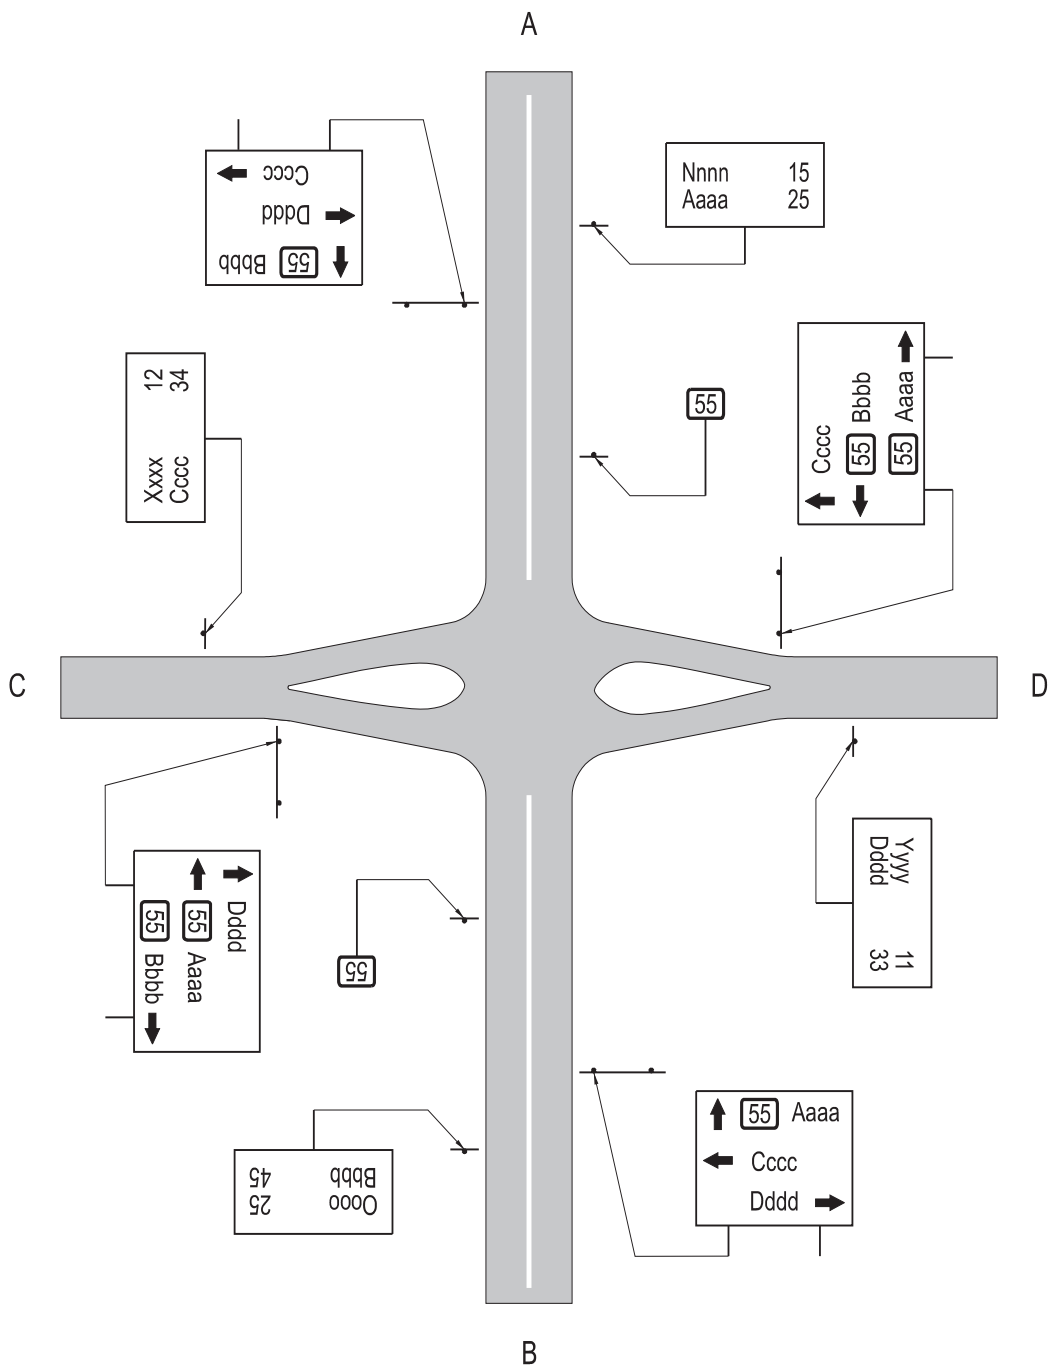 A
55 Bbbb
Dddd
Cccc
Nnnn 15
Aaaa 25
Xxxx 12
Cccc 34
55
Cccc
55 Bbbb
55 Aaaa
C
D
Dddd
55 Aaaa
55 Bbbb
55
Yyyy 11
Dddd 33
Oooo 25
Bbbb 45
55 Aaaa
Cccc
Dddd
B